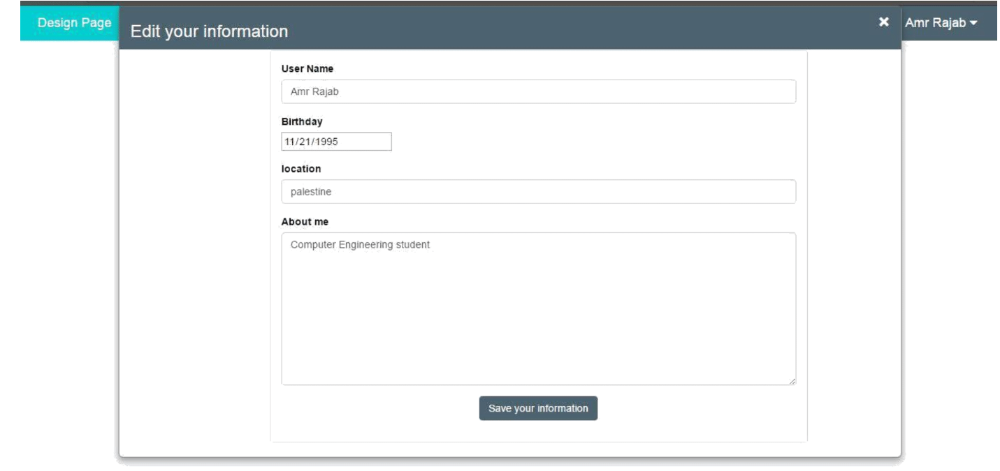 Design Page
Edit your information
Amr Rajab
User Name
Amr Rajab
Birthday
11/21/1995
location
palestine
About me
Computer Engineering student
Save your information